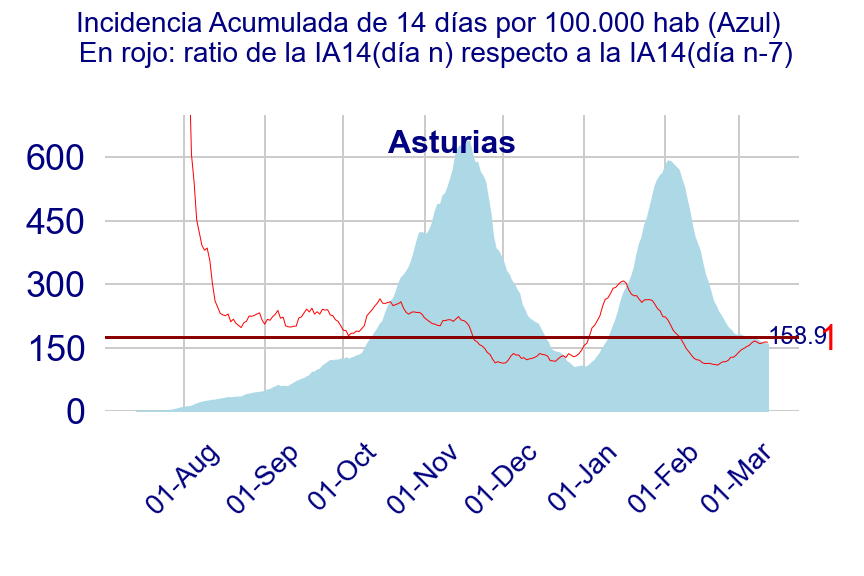 Incidencia Acumulada de 14 días por 100.000 hab (Azul)
En rojo: ratio de la IA14(día n) respecto a la IA14(día n-7)
Asturias
600
450
300
158.9
1
150
0
01-Aug
01-Sep
01-Oct
01-Nov
01-Dec
01-Jan
01-Feb
01-Mar